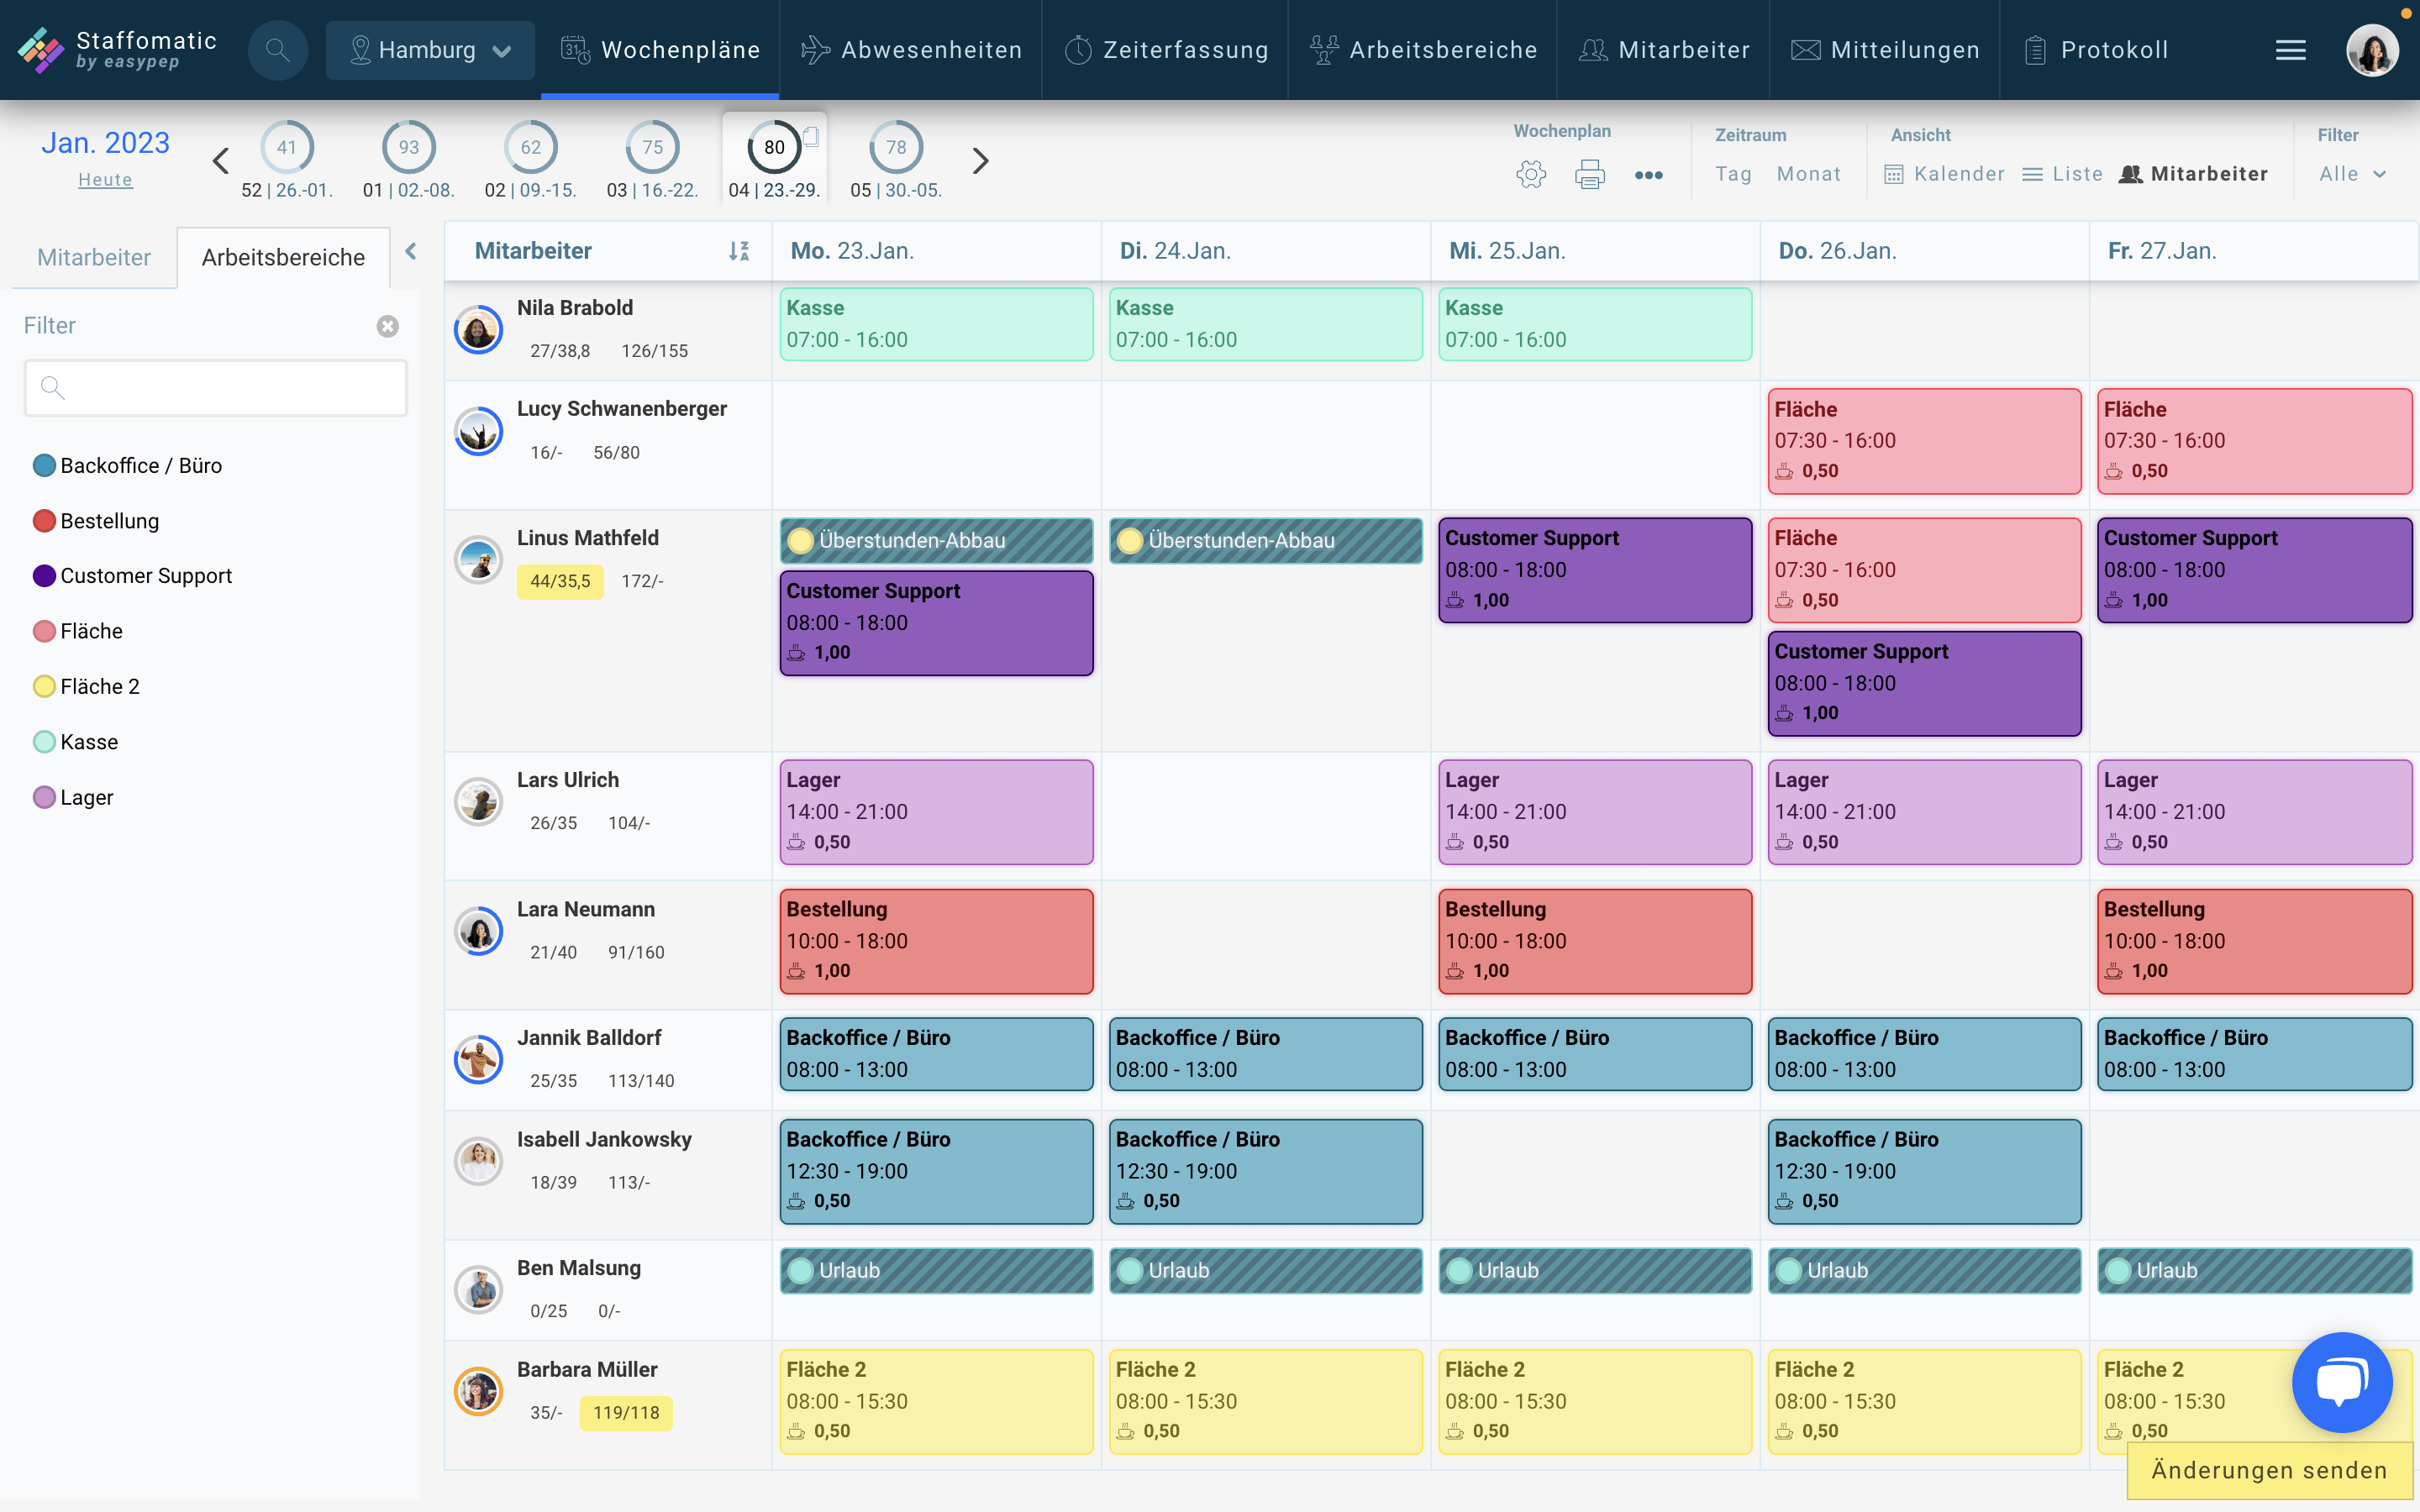 Staffomatic
by easypep
Hamburg
31
Wochenpläne
Abwesenheiten
Zeiterfassung
Arbeitsbereiche
Mitarbeiter
Mitteilungen
Protokoll
Jan. 2023
Heute
41
52 | 26.-01.
93
01 | 02.-08.
62
02 | 09.-15.
75
03 | 16.-22.
80
04 | 23.-29.
78
05 | 30.-05.
Wochenplan
Zeitraum
Tag Monat
Ansicht
Kalender Liste Mitarbeiter
Filter
Alle
Mitarbeiter
Arbeitsbereiche
Filter
Backoffice / Büro
Bestellung
Customer Support
Fläche
Fläche 2
Kasse
Lager
Mitarbeiter Z A Mo. 23.Jan. Di. 24.Jan. Mi. 25.Jan. Do. 26.Jan. Fr. 27.Jan.
Nila Brabold
27/38,8 126/155
Kasse
07:00 - 16:00
Kasse
07:00 - 16:00
Kasse
07:00 - 16:00
Lucy Schwanenberger
16/- 56/80
Fläche
07:30 - 16:00
0,50
Fläche
07:30 - 16:00
0,50
Linus Mathfeld
44/35,5 172/-
Überstunden-Abbau
Customer Support
08:00 - 18:00
1,00
Überstunden-Abbau
Customer Support
08:00 - 18:00
1,00
Fläche
07:30 - 16:00
0,50
Customer Support
08:00 - 18:00
1,00
Customer Support
08:00 - 18:00
1,00
Lars Ulrich
26/35 104/-
Lager
14:00 - 21:00
0,50
Lager
14:00 - 21:00
0,50
Lager
14:00 - 21:00
0,50
Lager
14:00 - 21:00
0,50
Lara Neumann
21/40 91/160
Bestellung
10:00 - 18:00
1,00
Bestellung
10:00 - 18:00
1,00
Bestellung
10:00 - 18:00
1,00
Jannik Balldorf
25/35 113/140
Backoffice / Büro
08:00 - 13:00
Backoffice / Büro
08:00 - 13:00
Backoffice / Büro
08:00 - 13:00
Backoffice / Büro
08:00 - 13:00
Backoffice / Büro
08:00 - 13:00
Isabell Jankowsky
18/39 113/-
Backoffice / Büro
12:30 - 19:00
0,50
Backoffice / Büro
12:30 - 19:00
0,50
Backoffice / Büro
12:30 - 19:00
0,50
Ben Malsung
0/25 0/-
Urlaub
Urlaub
Urlaub
Urlaub
Urlaub
Barbara Müller
35/- 119/118
Fläche 2
08:00 - 15:30
0,50
Fläche 2
08:00 - 15:30
0,50
Fläche 2
08:00 - 15:30
0,50
Fläche 2
08:00 - 15:30
0,50
Fläche 2
08:00 - 15:30
0,50
Änderungen senden